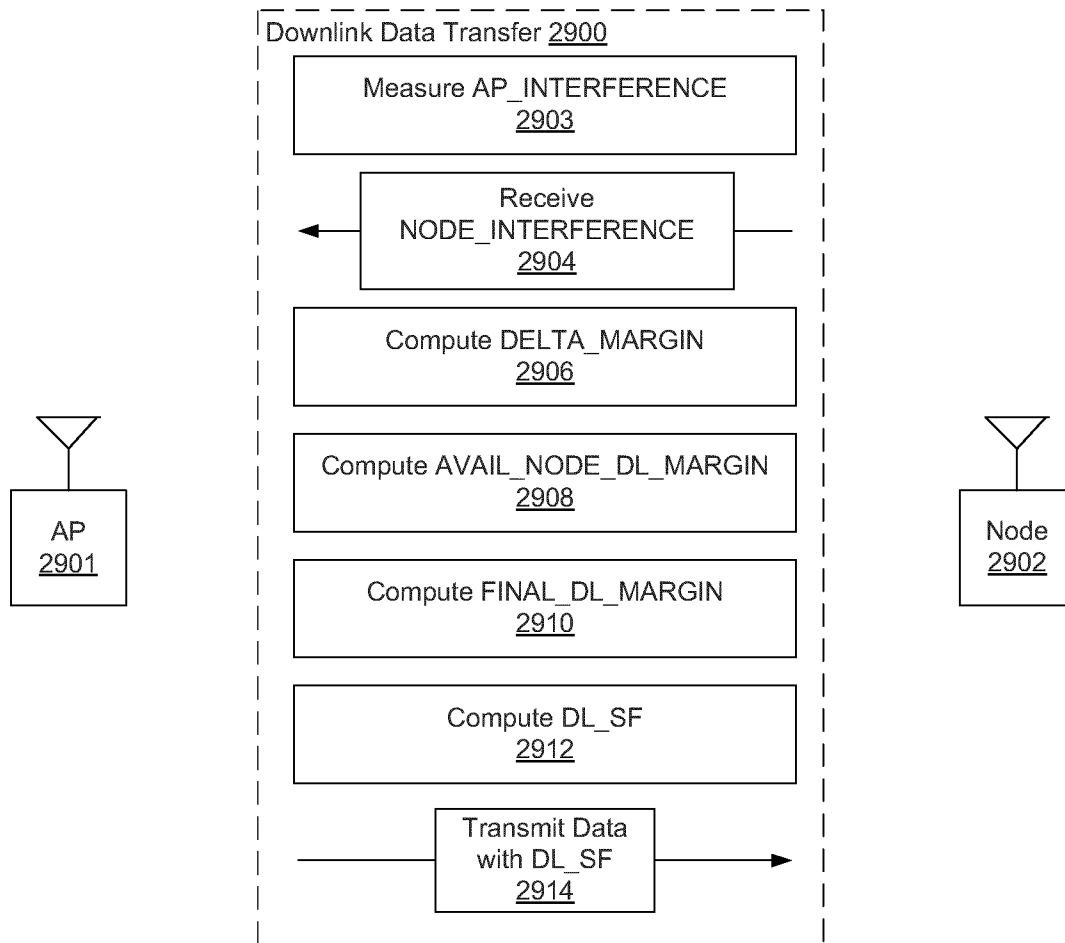 Downlink Data Transfer 2900
Measure AP_INTERFERENCE
2903
Receive
NODE_INTERFERENCE
2904
Compute DELTA_MARGIN
2906
Compute AVAIL_NODE_DL_MARGIN
2908
AP
2901
Node
2902
Compute FINAL_DL_MARGIN
2910
Compute DL_SF
2912
Transmit Data
with DL_SF
2914